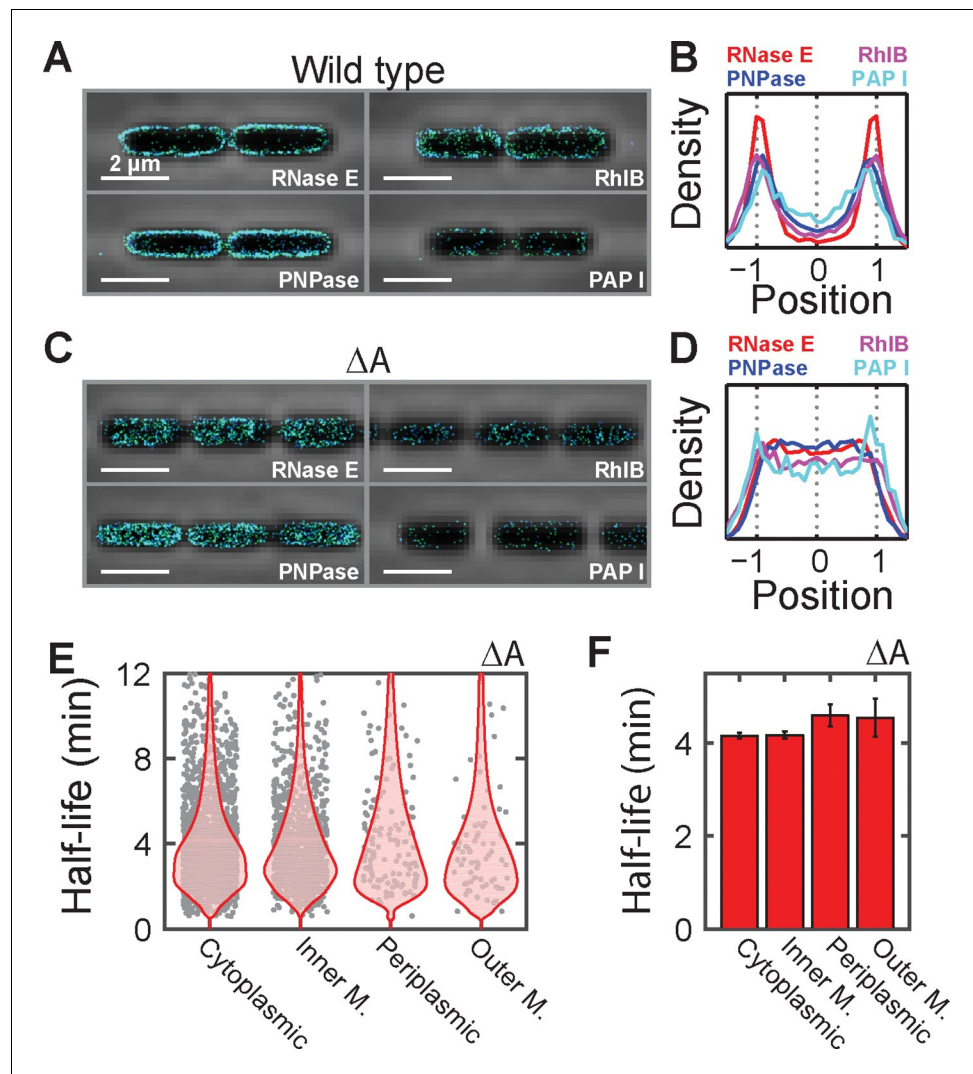 A
Wild type
2 μm
RNase E
RhlB
PNPase
PAP I
B
RNase E RhlB
PNPase PAP I
Density
−1 0 1
Position
C
ΔA
RNase E
RhlB
PNPase
PAP I
D
RNase E RhlB
PNPase PAP I
Density
−1 0 1
Position
E
ΔA
Half-life (min)
12
8
4
0
Cytoplasmic
Inner M.
Periplasmic
Outer M.
F
ΔA
Half-life (min)
4
2
0
Cytoplasmic
Inner M.
Periplasmic
Outer M.